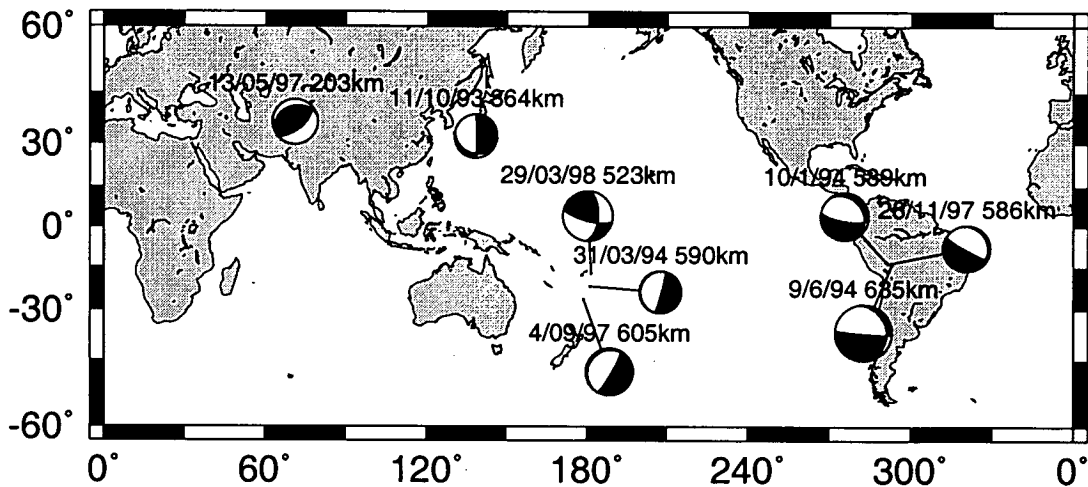 60°
13/05/97 203km
11/10/93 364km
30°
29/03/98 523km
10/1/94 589km
26/11/97 586km
0°
31/03/94 590km
9/6/94 635km
-30°
4/09/97 605km
-60°
0° 60° 120° 180° 240° 300° 0°